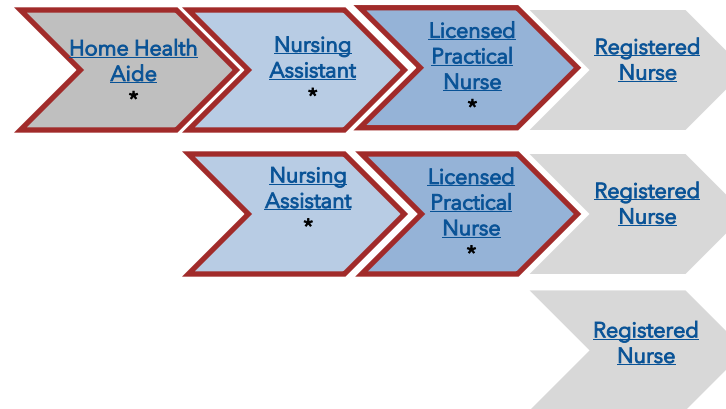 Home Health
Aide
*
Nursing
Assistant
*
Licensed
Practical
Nurse
*
Registered
Nurse
Nursing
Assistant
*
Licensed
Practical
Nurse
*
Registered
Nurse
Registered
Nurse